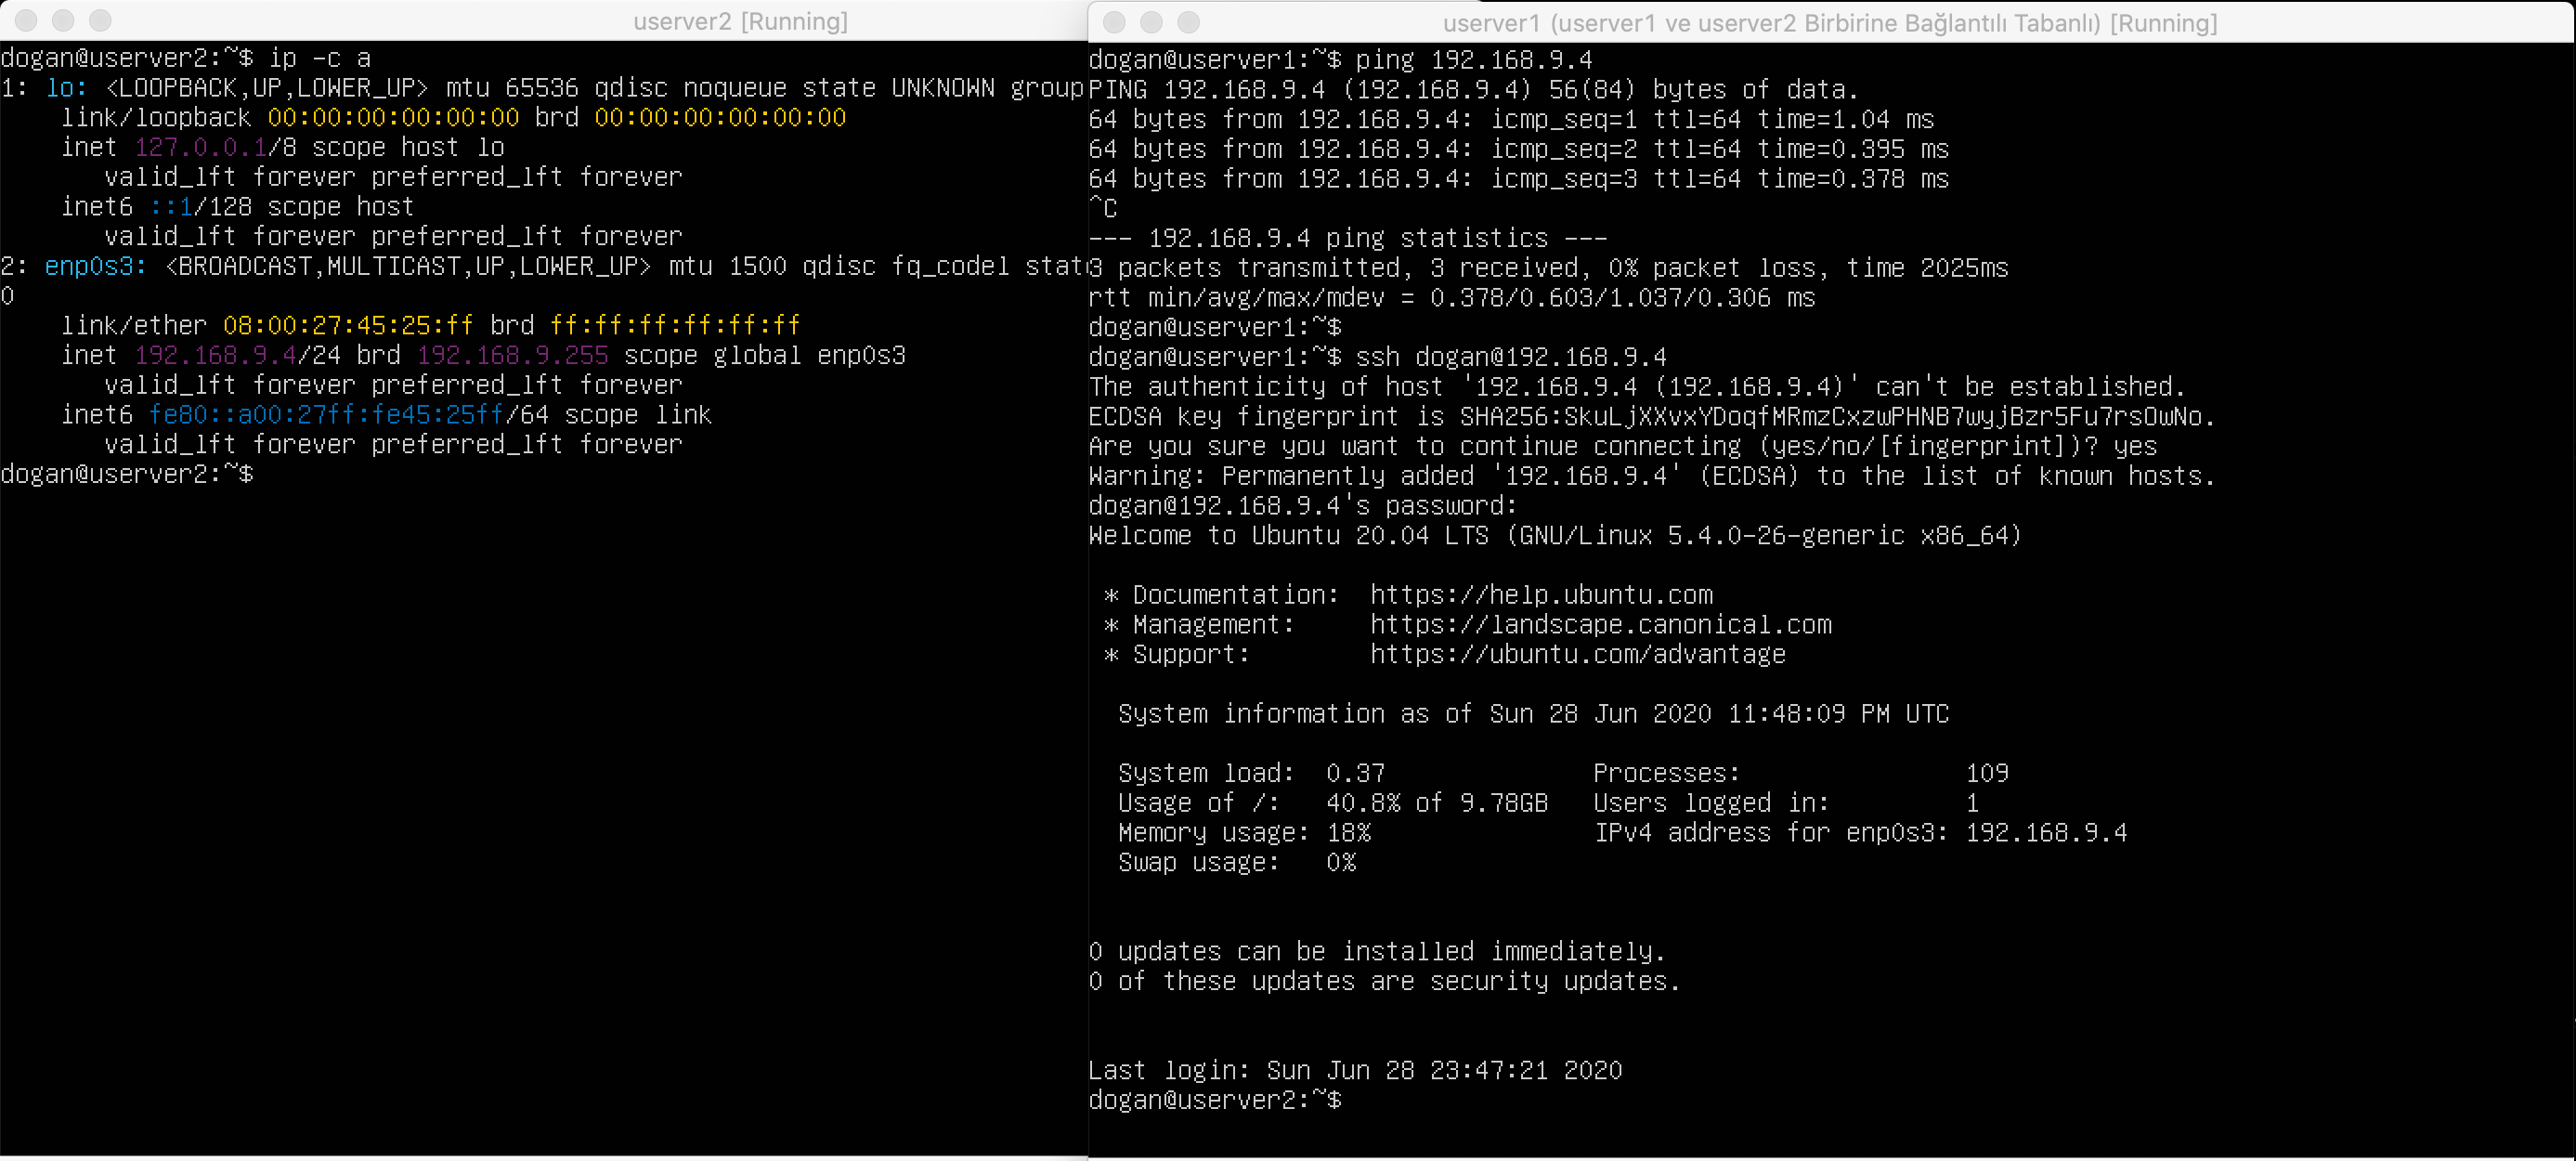 userver2 [Running]
dogan@userver2:~$ ip -c a
1: lo: <LOOPBACK,UP,LOWER_UP> mtu 65536 qdisc noqueue state UNKNOWN group
    link/loopback 00:00:00:00:00:00 brd 00:00:00:00:00:00
    inet 127.0.0.1/8 scope host lo
       valid_lft forever preferred_lft forever
    inet6 ::1/128 scope host
       valid_lft forever preferred_lft forever
2: enp0s3: <BROADCAST,MULTICAST,UP,LOWER_UP> mtu 1500 qdisc fq_codel stat
0
    link/ether 08:00:27:45:25:ff brd ff:ff:ff:ff:ff:ff
    inet 192.168.9.4/24 brd 192.168.9.255 scope global enp0s3
       valid_lft forever preferred_lft forever
    inet6 fe80::a00:27ff:fe45:25ff/64 scope link
       valid_lft forever preferred_lft forever
dogan@userver2:~$
userver1 (userver1 ve userver2 Birbirine Bağlantılı Tabanlı) [Running]
dogan@userver1:~$ ping 192.168.9.4
PING 192.168.9.4 (192.168.9.4) 56(84) bytes of data.
64 bytes from 192.168.9.4: icmp_seq=1 ttl=64 time=1.04 ms
64 bytes from 192.168.9.4: icmp_seq=2 ttl=64 time=0.395 ms
64 bytes from 192.168.9.4: icmp_seq=3 ttl=64 time=0.378 ms
^C
--- 192.168.9.4 ping statistics ---
3 packets transmitted, 3 received, 0% packet loss, time 2025ms
rtt min/avg/max/mdev = 0.378/0.603/1.037/0.306 ms
dogan@userver1:~$
dogan@userver1:~$ ssh dogan@192.168.9.4
The authenticity of host '192.168.9.4 (192.168.9.4)' can't be established.
ECDSA key fingerprint is SHA256:SkuLjXXvxYDoqfMRmzCxzwPHNB7wyjBzr5Fu7rsOwNo.
Are you sure you want to continue connecting (yes/no/[fingerprint])? yes
Warning: Permanently added '192.168.9.4' (ECDSA) to the list of known hosts.
dogan@192.168.9.4's password:
Welcome to Ubuntu 20.04 LTS (GNU/Linux 5.4.0-26-generic x86_64)
 * Documentation:  https://help.ubuntu.com
 * Management:     https://landscape.canonical.com
 * Support:        https://ubuntu.com/advantage
  System information as of Sun 28 Jun 2020 11:48:09 PM UTC
  System load:  0.37              Processes:               109
  Usage of /:   40.8% of 9.78GB   Users logged in:         1
  Memory usage: 18%               IPv4 address for enp0s3: 192.168.9.4
  Swap usage:   0%
0 updates can be installed immediately.
0 of these updates are security updates.
Last login: Sun Jun 28 23:47:21 2020
dogan@userver2:~$